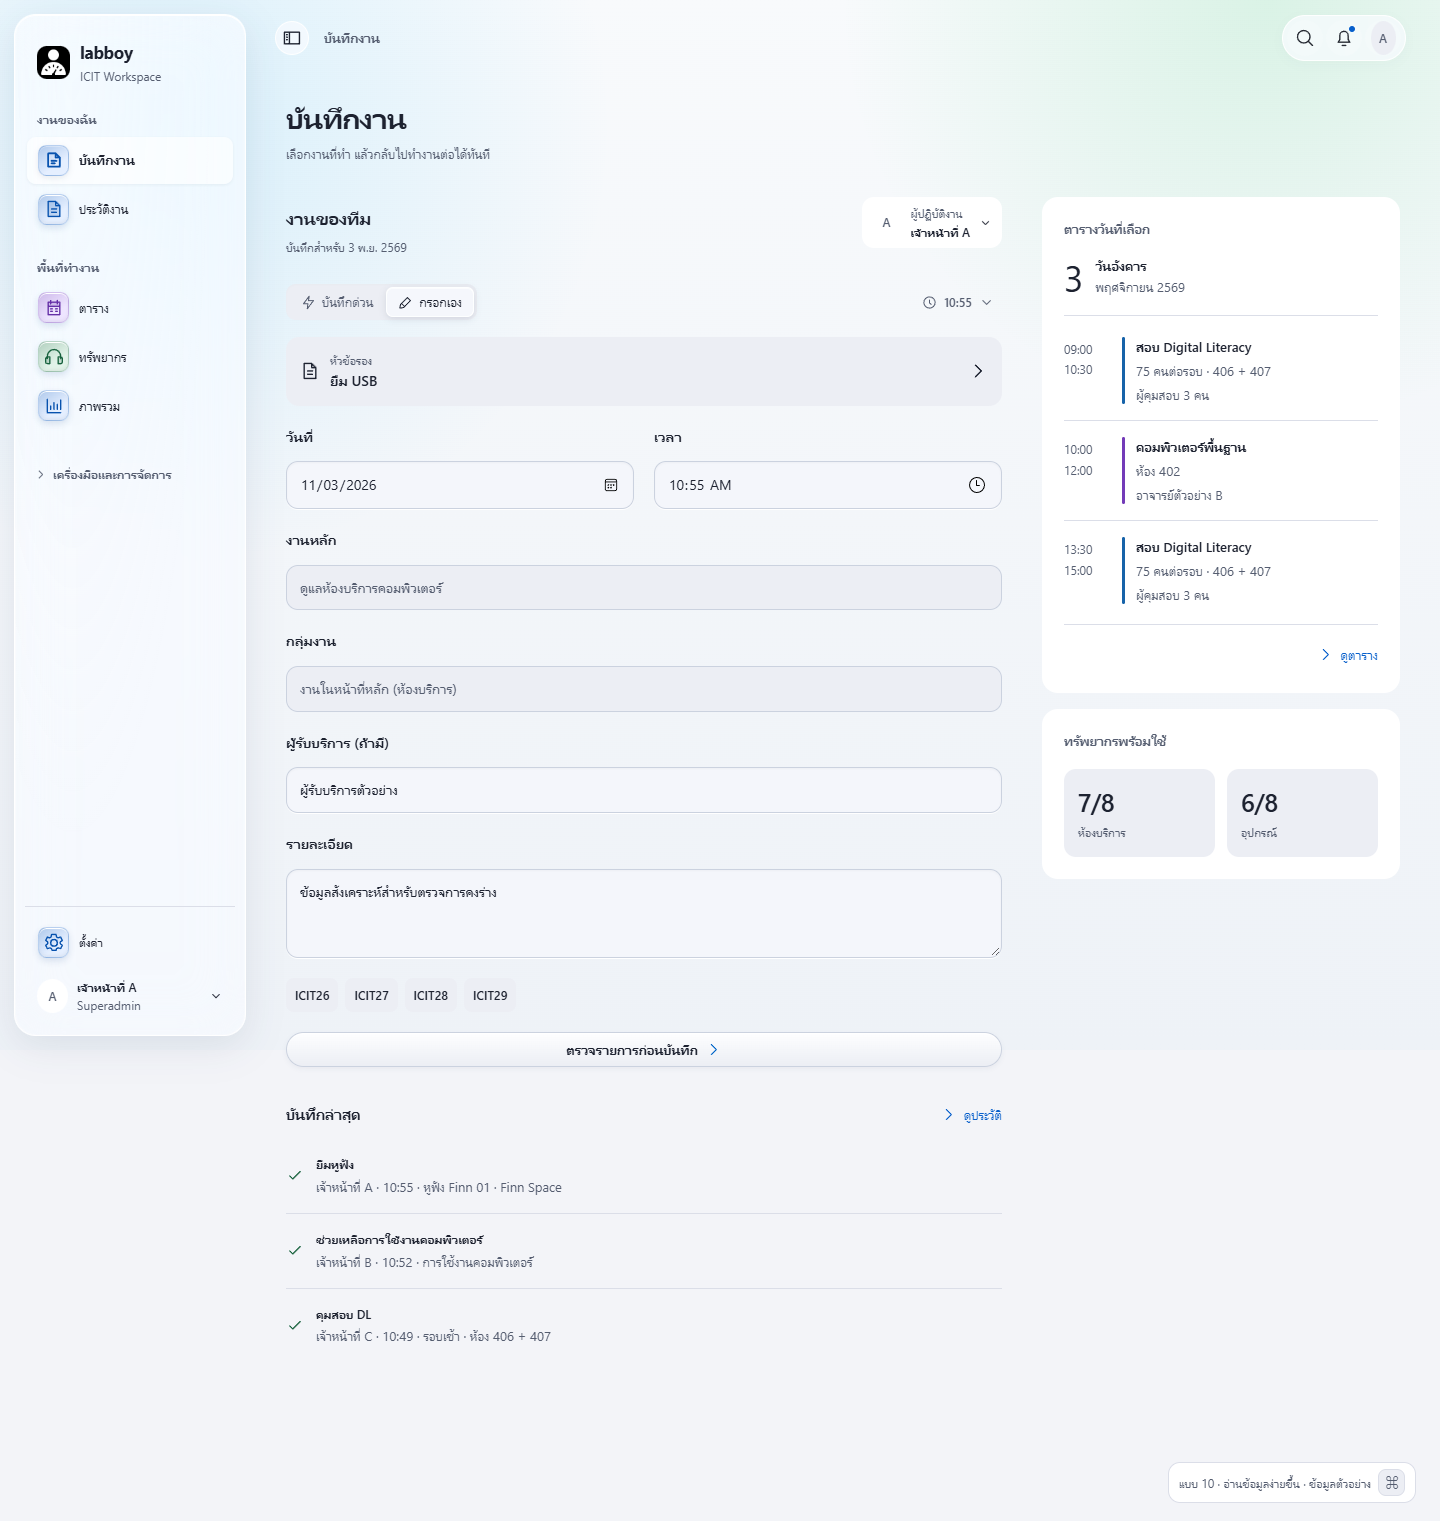 labboy
ICIT Workspace
งานของฉัน
บันทึกงาน
ประวัติงาน
พื้นที่ทำงาน
ตาราง
ทรัพยากร
ภาพรวม
เครื่องมือและการจัดการ
ตั้งค่า
A
เจ้าหน้าที่ A
Superadmin
บันทึกงาน
A
บันทึกงาน
เลือกงานที่ทำ แล้วกลับไปทำงานต่อได้ทันที
งานของทีม
บันทึกสำหรับ 3 พ.ย. 2569
A
ผู้ปฏิบัติงาน
เจ้าหน้าที่ A
บันทึกด่วน
กรอกเอง
10:55
หัวข้อรอง
ยืม USB
วันที่
เวลา
11/03/2026
10:55 AM
งานหลัก
ดูแลห้องบริการคอมพิวเตอร์
กลุ่มงาน
งานในหน้าที่หลัก (ห้องบริการ)
ผู้รับบริการ (ถ้ามี)
ผู้รับบริการตัวอย่าง
รายละเอียด
ข้อมูลสังเคราะห์สำหรับตรวจการคงร่าง
ICIT26 ICIT27 ICIT28 ICIT29
ตรวจรายการก่อนบันทึก
บันทึกล่าสุด
ดูประวัติ
ยืมหูฟัง
เจ้าหน้าที่ A · 10:55 · หูฟัง Finn 01 · Finn Space
ช่วยเหลือการใช้งานคอมพิวเตอร์
เจ้าหน้าที่ B · 10:52 · การใช้งานคอมพิวเตอร์
คุมสอบ DL
เจ้าหน้าที่ C · 10:49 · รอบเช้า · ห้อง 406 + 407
ตารางวันที่เลือก
3
วันอังคาร
พฤศจิกายน 2569
09:00
10:30
สอบ Digital Literacy
75 คนต่อรอบ · 406 + 407
ผู้คุมสอบ 3 คน
10:00
12:00
คอมพิวเตอร์พื้นฐาน
ห้อง 402
อาจารย์ตัวอย่าง B
13:30
15:00
สอบ Digital Literacy
75 คนต่อรอบ · 406 + 407
ผู้คุมสอบ 3 คน
ดูตาราง
ทรัพยากรพร้อมใช้
7/8
ห้องบริการ
6/8
อุปกรณ์
แบบ 10 · อ่านข้อมูลง่ายขึ้น · ข้อมูลตัวอย่าง ⌘